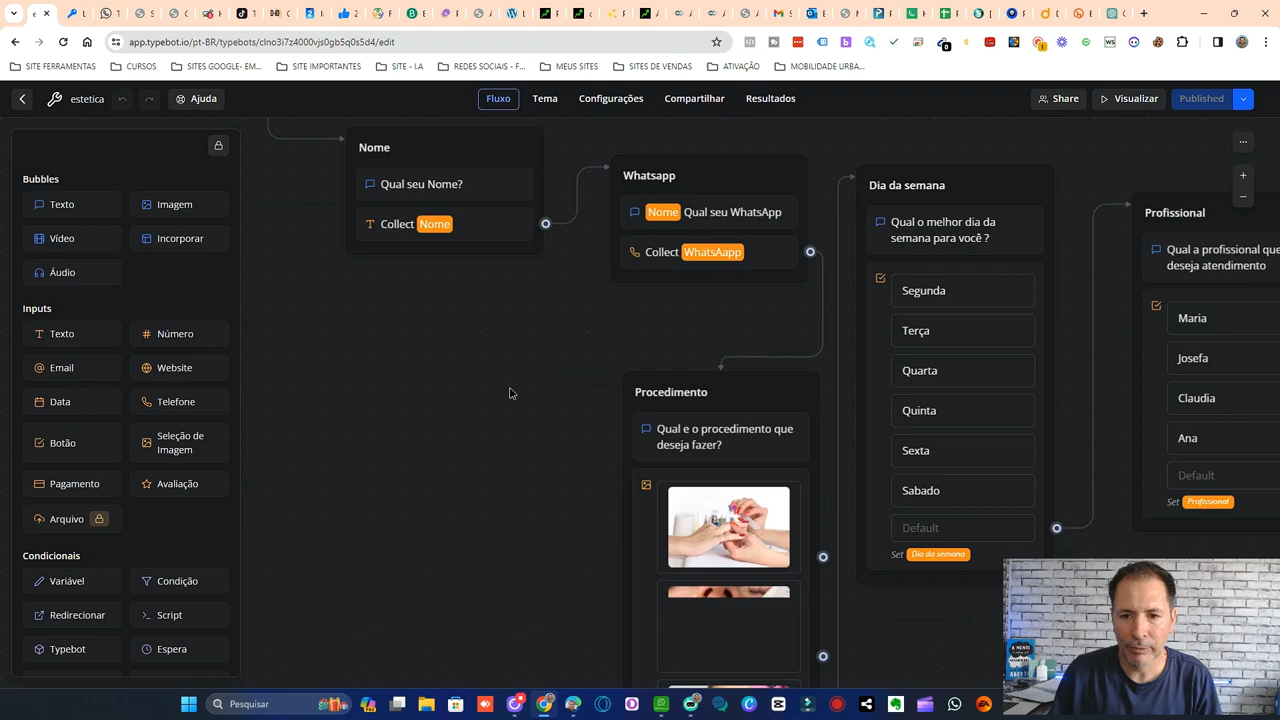 app.typebot.io/pt-BR/typebots/clno3i7z4000vjs0gb5q0s5d4/edit
SITE FERRAMENTAS
CURSOS
SITES GOOGLE- EM...
SITE IMPORTANTES
SITE - I.A
REDES SOCIAIS - F...
MEUS SITES
SITES DE VENDAS
ATIVAÇÃO
MOBILIDADE URBA...
estetica
Ajuda
Fluxo
Tema
Configurações
Compartilhar
Resultados
Share
Visualizar
Published
Bubbles
Texto
Imagem
Vídeo
Incorporar
Áudio
Inputs
Texto
Número
Email
Website
Data
Telefone
Botão
Seleção de
Imagem
Pagamento
Avaliação
Arquivo
Condicionais
Variável
Condição
Redirecionar
Script
Typebot
Espera
Nome
Qual seu Nome?
Collect Nome
Whatsapp
Nome Qual seu WhatsApp
Collect WhatsAapp
Procedimento
Qual e o procedimento que
deseja fazer?
Dia da semana
Qual o melhor dia da
semana para você ?
Segunda
Terça
Quarta
Quinta
Sexta
Sabado
Default
Set Dia da semana
Profissional
Qual a profissional que
deseja atendimento
Maria
Josefa
Claudia
Ana
Default
Set Profissional
A MENTE
ABERTA
Pesquisar